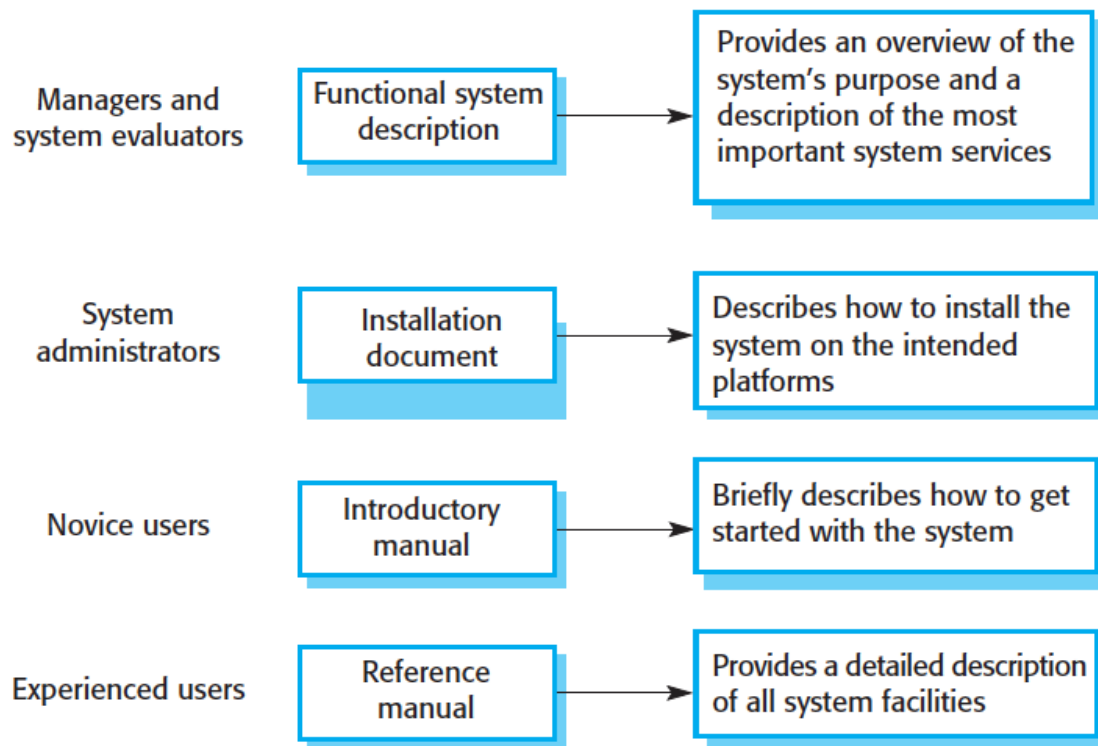 Managers and
system evaluators
Functional system
description
Provides an overview of the
system's purpose and a
description of the most
important system services
System
administrators
Installation
document
Describes how to install the
system on the intended
platforms
Novice users
Introductory
manual
Briefly describes how to get
started with the system
Experienced users
Reference
manual
Provides a detailed description
of all system facilities